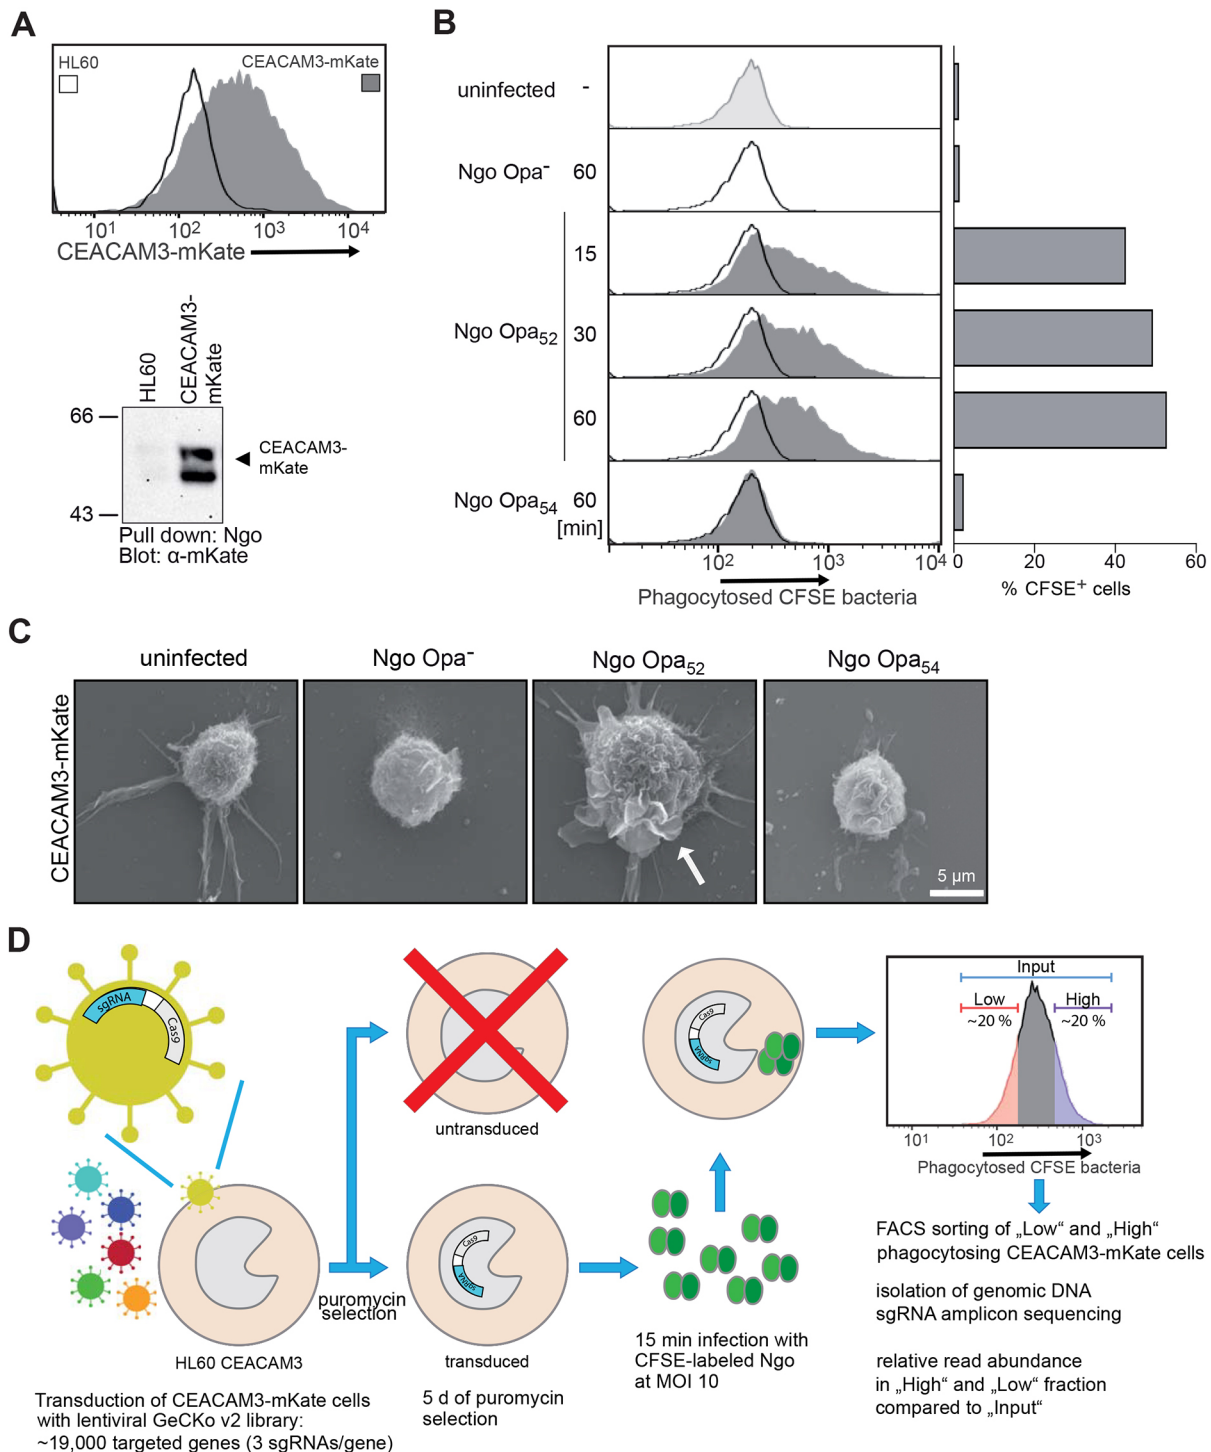 A
HL60
CEACAM3-mKate
10¹ 10² 10³ 10⁴
CEACAM3-mKate
HL60
CEACAM3-
mKate
66
43
CEACAM3-
mKate
Pull down: Ngo
Blot: α-mKate
B
uninfected -
Ngo Opa⁻ 60
15
Ngo Opa₅₂ 30
60
Ngo Opa₅₄ 60
[min]
10² 10³ 10⁴
Phagocytosed CFSE bacteria
0 20 40 60
% CFSE⁺ cells
C
uninfected
Ngo Opa⁻
Ngo Opa₅₂
Ngo Opa₅₄
CEACAM3-mKate
5 µm
D
sgRNA
Cas9
HL60 CEACAM3
Transduction of CEACAM3-mKate cells
with lentiviral GeCKo v2 library:
~19,000 targeted genes (3 sgRNAs/gene)
puromycin
selection
untransduced
Cas9
sgRNA
transduced
5 d of puromycin
selection
Cas9
sgRNA
15 min infection with
CFSE-labeled Ngo
at MOI 10
Input
Low
~20 %
High
~20 %
10¹ 10² 10³
Phagocytosed CFSE bacteria
FACS sorting of „Low“ and „High“
phagocytosing CEACAM3-mKate cells
isolation of genomic DNA
sgRNA amplicon sequencing
relative read abundance
in „High“ and „Low“ fraction
compared to „Input“